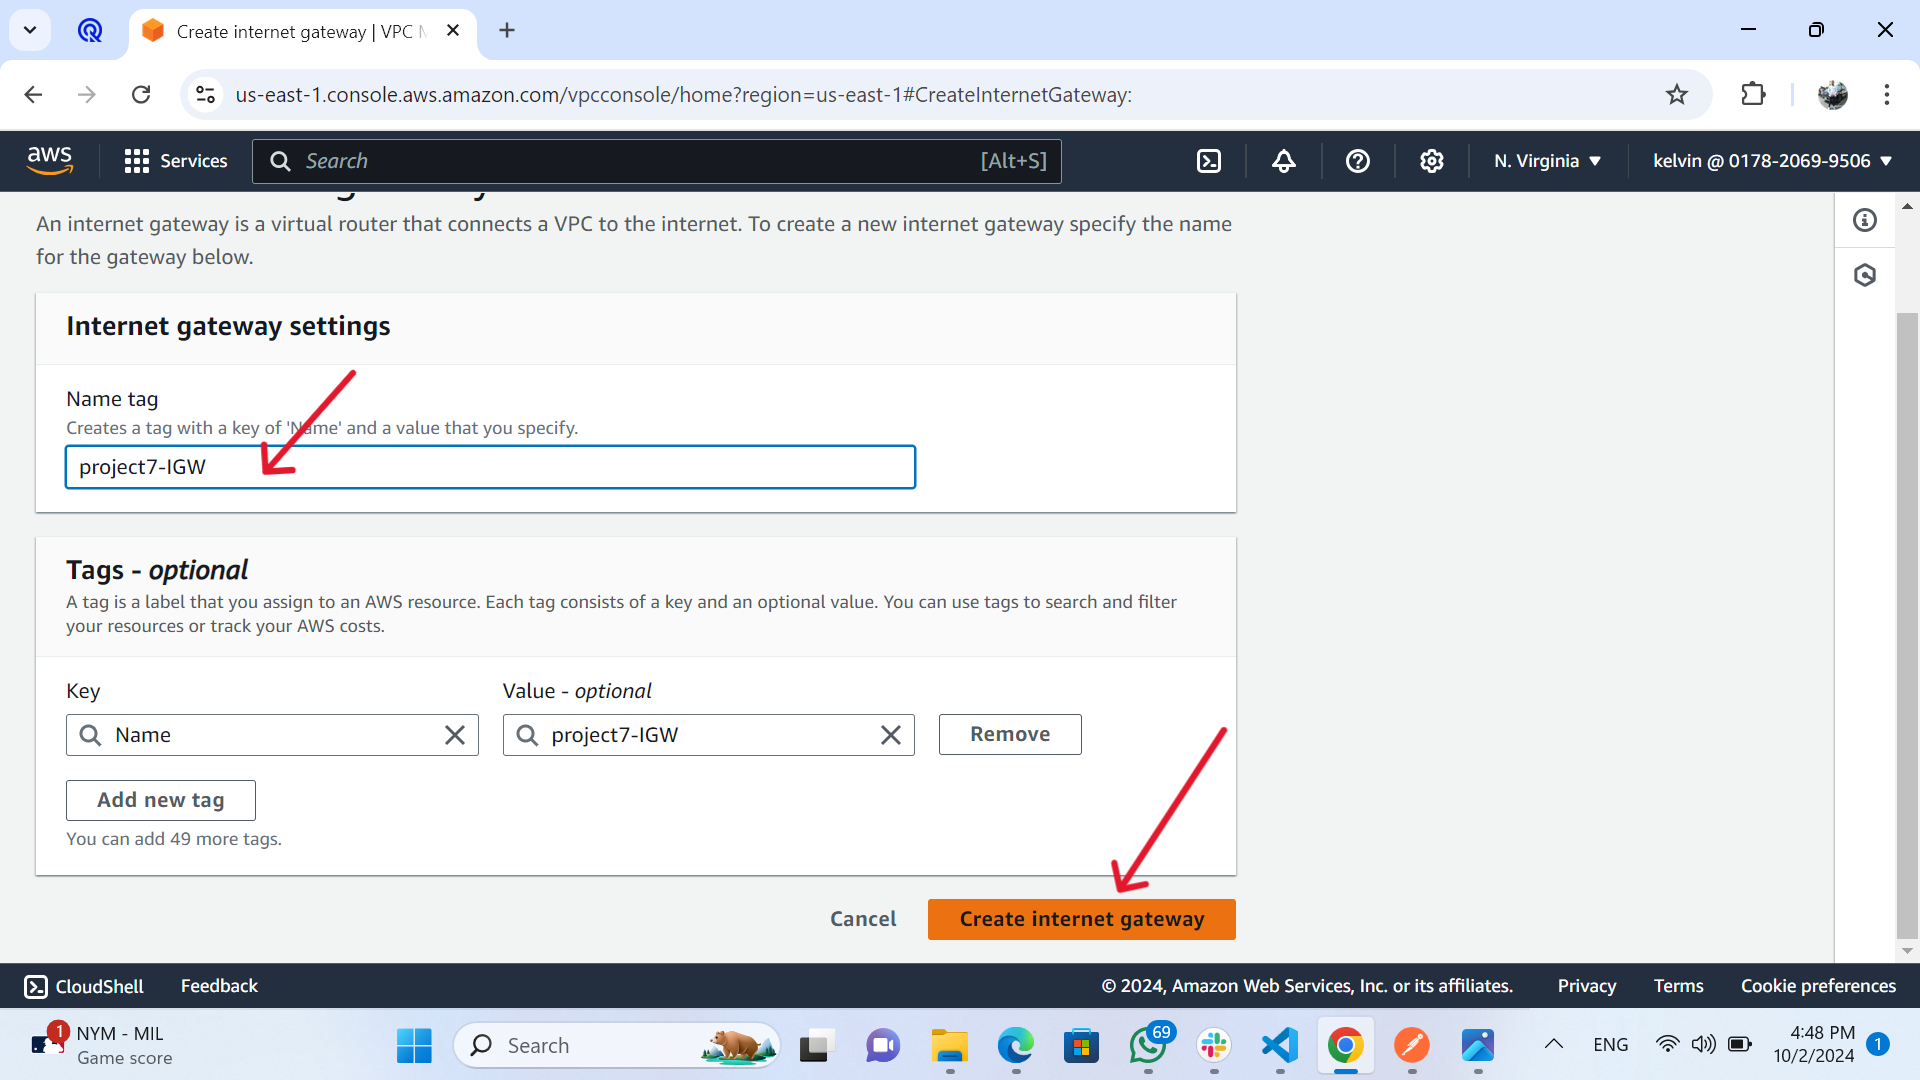 Create internet gateway | VPC
us-east-1.console.aws.amazon.com/vpcconsole/home?region=us-east-1#CreateInternetGateway:
aws
Services
Search
[Alt+S]
N. Virginia
kelvin @ 0178-2069-9506
An internet gateway is a virtual router that connects a VPC to the internet. To create a new internet gateway specify the name
for the gateway below.
Internet gateway settings
Name tag
Creates a tag with a key of 'Name' and a value that you specify.
project7-IGW
Tags - optional
A tag is a label that you assign to an AWS resource. Each tag consists of a key and an optional value. You can use tags to search and filter
your resources or track your AWS costs.
Key
Value - optional
Name
project7-IGW
Remove
Add new tag
You can add 49 more tags.
Cancel
Create internet gateway
CloudShell
Feedback
© 2024, Amazon Web Services, Inc. or its affiliates.
Privacy
Terms
Cookie preferences
1
NYM - MIL
Game score
Search
69
ENG
4:48 PM
10/2/2024
1